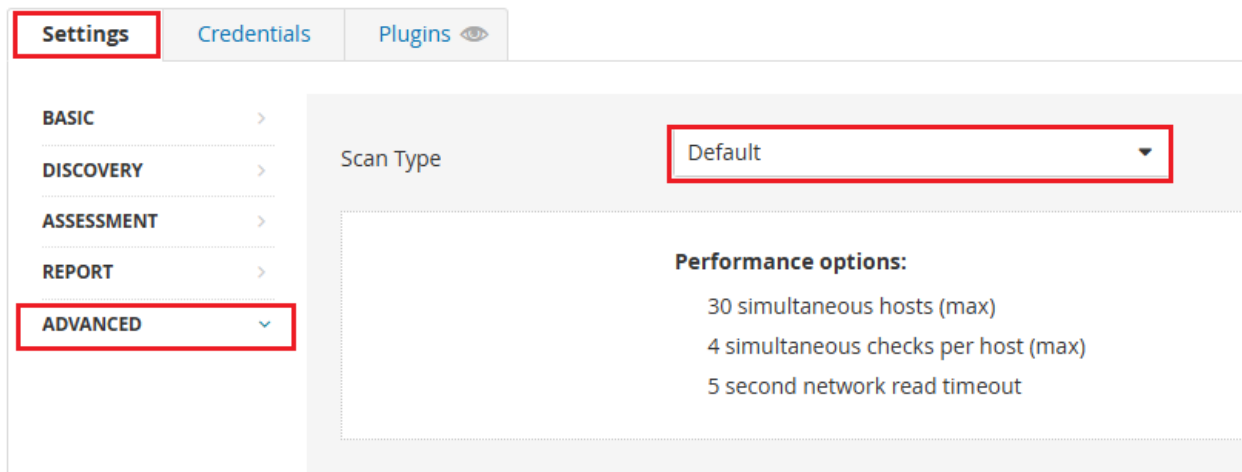 Settings Credentials Plugins
BASIC
DISCOVERY
ASSESSMENT
REPORT
ADVANCED
Scan Type Default
Performance options:
30 simultaneous hosts (max)
4 simultaneous checks per host (max)
5 second network read timeout